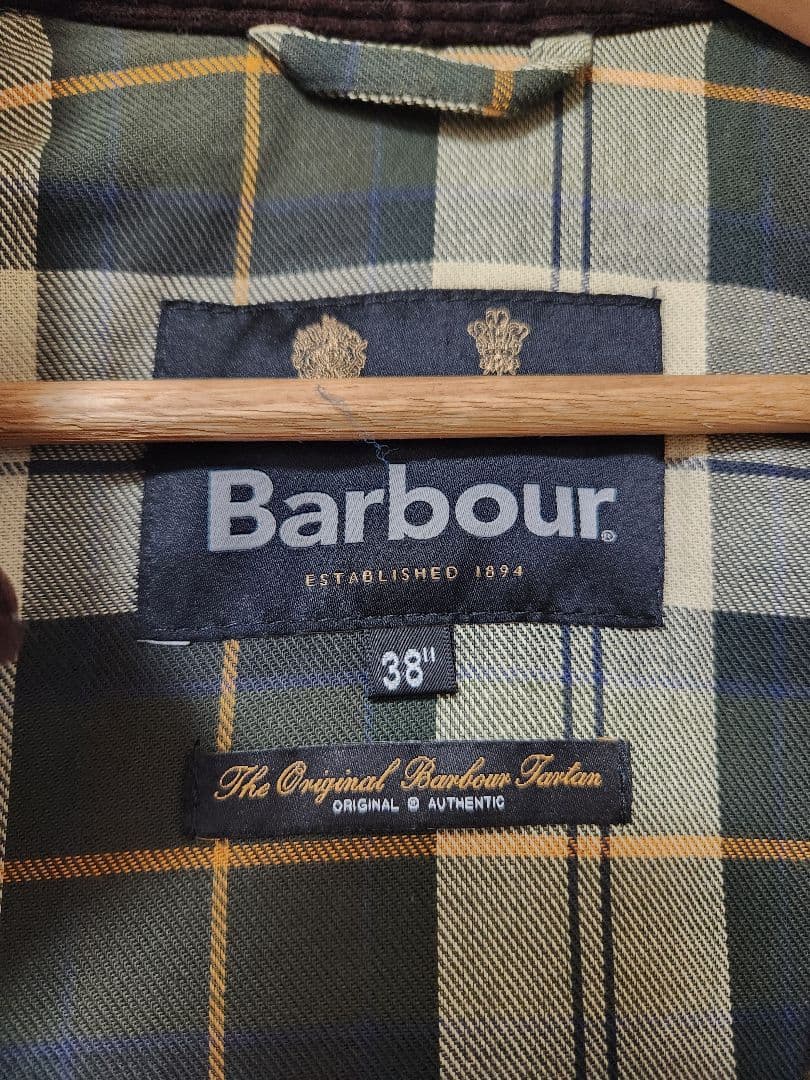 Barbour®
ESTABLISHED 1894
38"
The Original Barbour Tartan
ORIGINAL @ AUTHENTIC